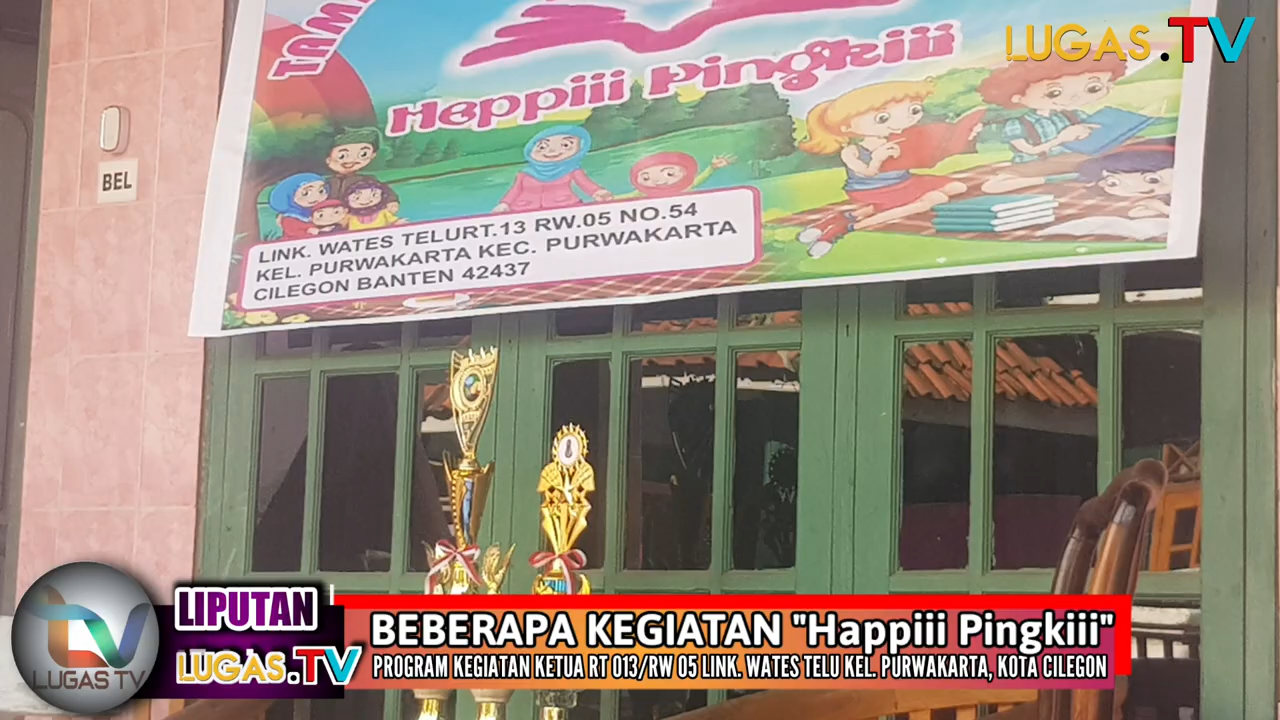 LUGAS.TV
Happiii Pingkiii
BEL
LINK. WATES TELURT.13 RW.05 NO.54
KEL. PURWAKARTA KEC. PURWAKARTA
CILEGON BANTEN 42437
LIPUTAN
LUGAS.TV
BEBERAPA KEGIATAN "Happiii Pingkiii"
PROGRAM KEGIATAN KETUA RT 013/RW 05 LINK. WATES TELU KEL. PURWAKARTA, KOTA CILEGON
LUGAS TV